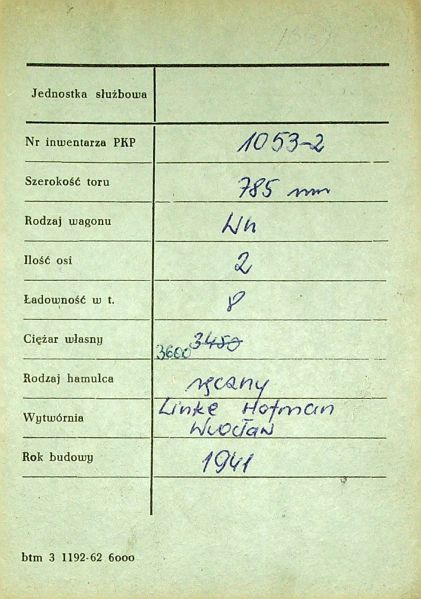 Jednostka służbowa
Nr inwentarza PKP 1053-2
Szerokość toru 785 mm
Rodzaj wagonu Wh
Ilość osi 2
Ładowność w t. 8
Ciężar własny 3600 3450
Rodzaj hamulca ręczny
Wytwórnia Linke Hofman
Wrocław
Rok budowy 1941
btm 3 1192-62 6000